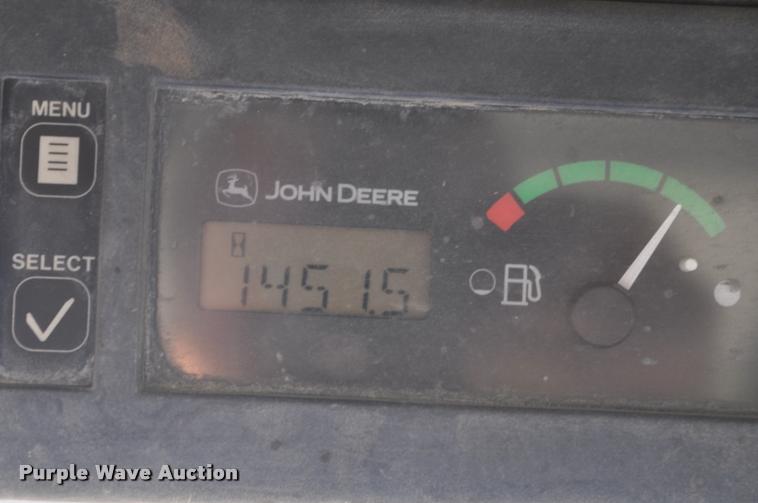 MENU
JOHN DEERE
SELECT
1451.5
Purple Wave Auction